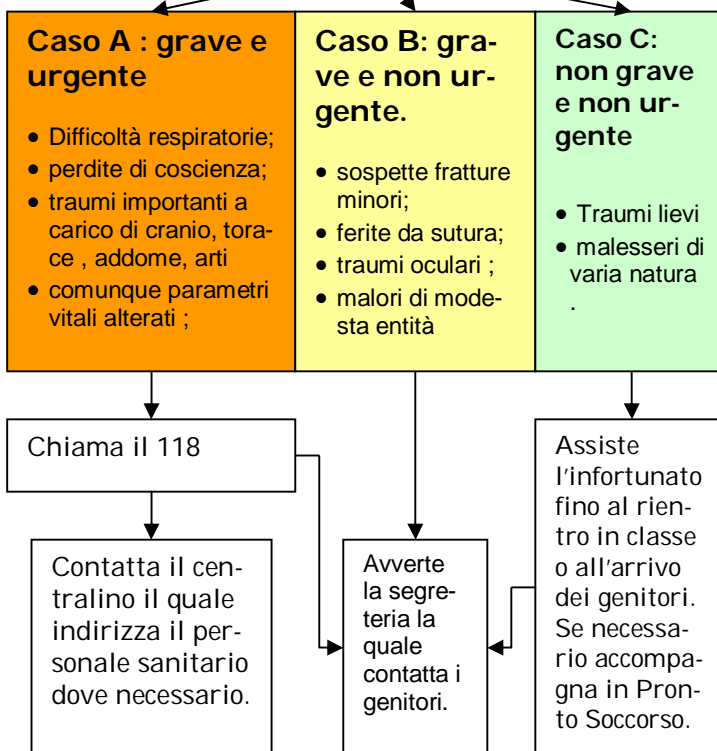 Caso A : grave e
urgente
• Difficoltà respiratorie;
• perdite di coscienza;
• traumi importanti a
carico di cranio, tora-
ce , addome, arti
• comunque parametri
vitali alterati ;
Caso B: gra-
ve e non ur-
gente.
• sospette fratture
minori;
• ferite da sutura;
• traumi oculari ;
• malori di mode-
sta entità
Caso C:
non grave
e non ur-
gente
• Traumi lievi
• malesseri di
varia natura
.
Chiama il 118
Contatta il cen-
tralino il quale
indirizza il per-
sonale sanitario
dove necessario.
Avverte
la segre-
teria la
quale
contatta i
genitori.
Assiste
l'infortunato
fino al rien-
tro in classe
o all'arrivo
dei genitori.
Se necessa-
rio accompa-
gna in Pron-
to Soccorso.